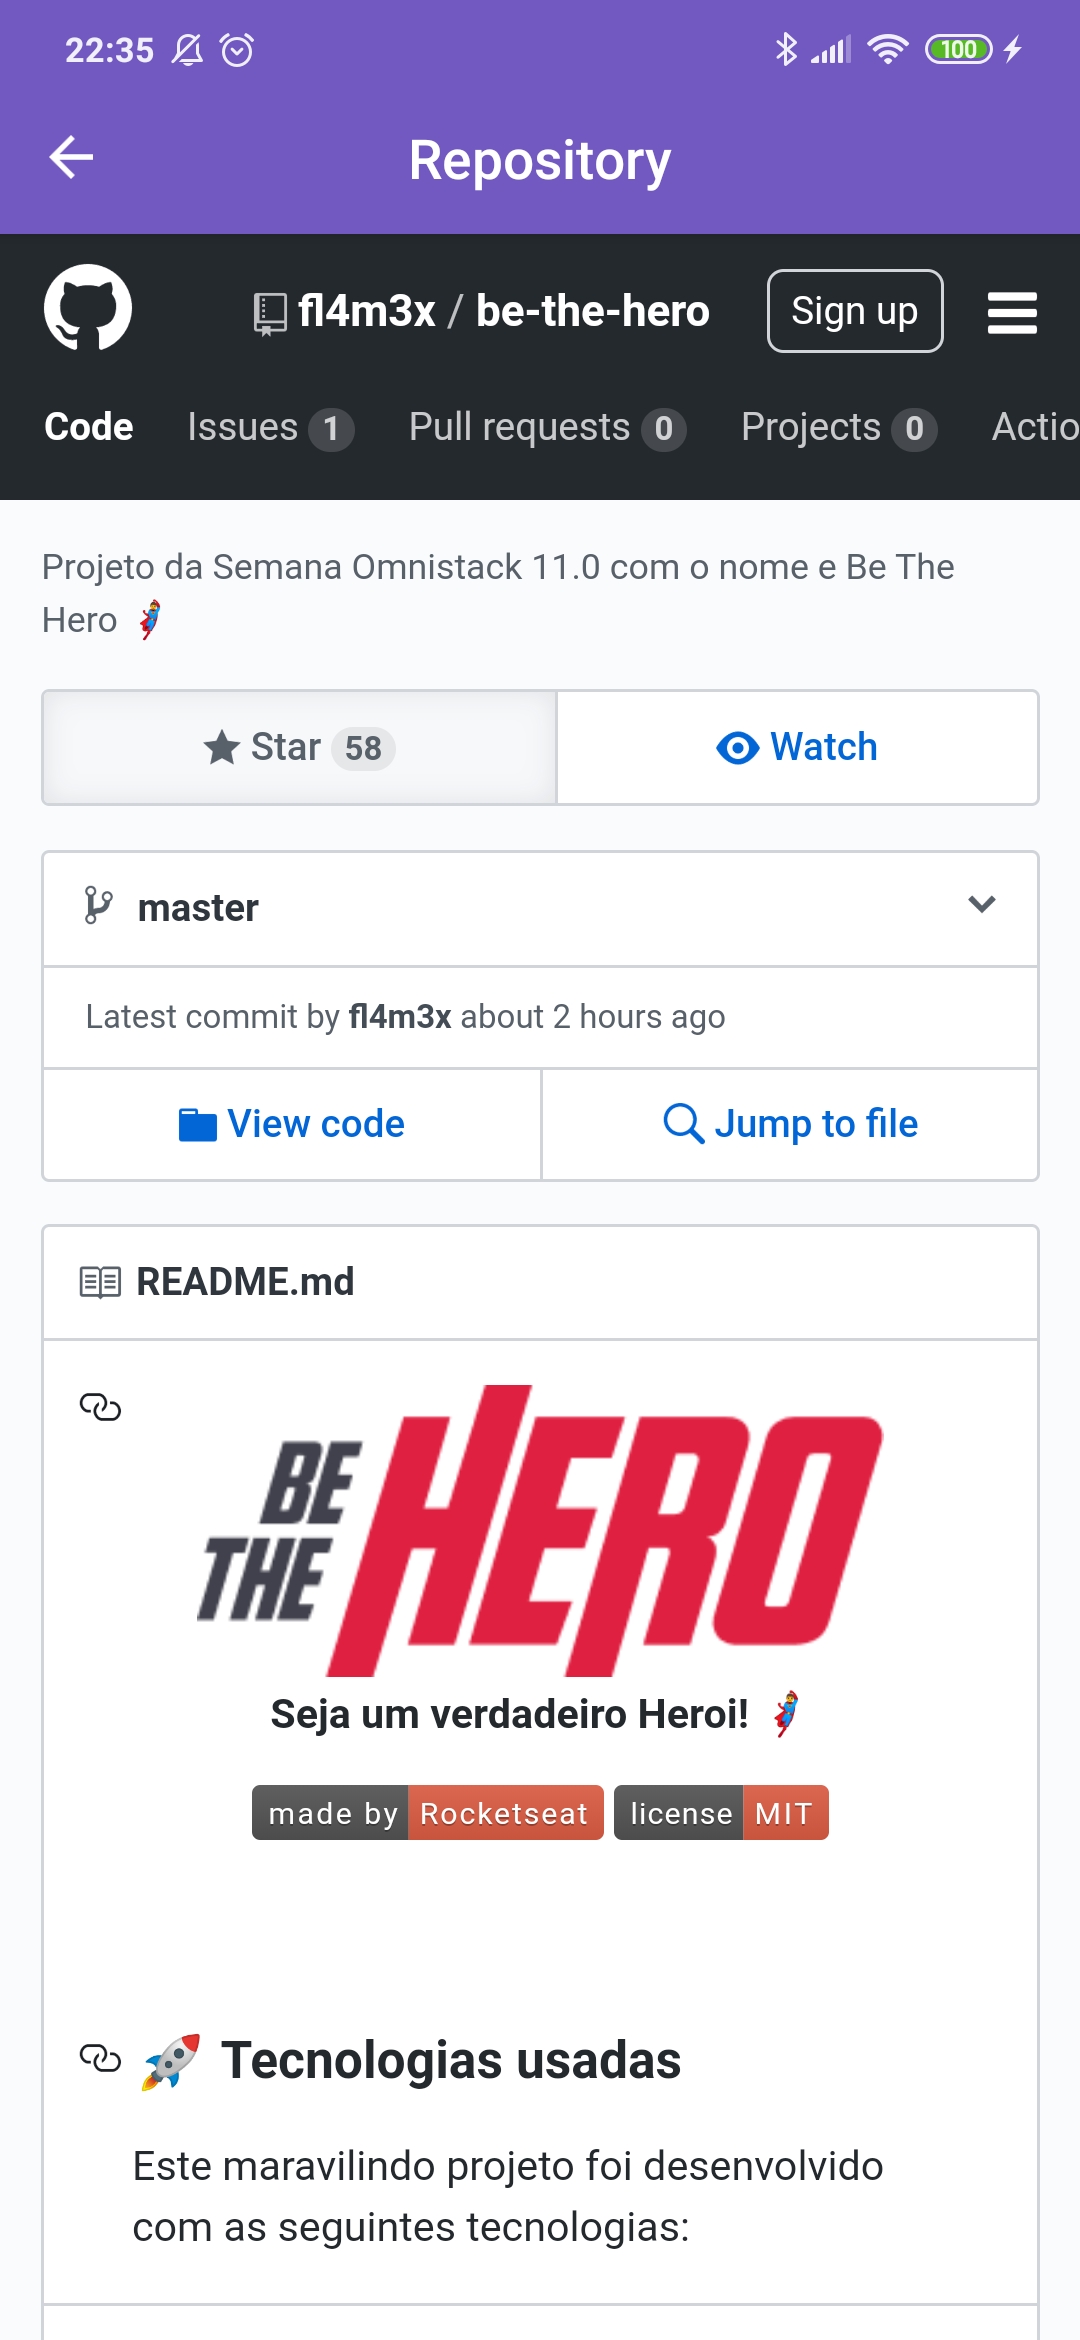 22:35 100
Repository
fl4m3x / be-the-hero Sign up
Code Issues 1 Pull requests 0 Projects 0 Actio
Projeto da Semana Omnistack 11.0 com o nome e Be The
Hero
Star 58 Watch
master
Latest commit by fl4m3x about 2 hours ago
View code Jump to file
README.md
BE THE HERO
Seja um verdadeiro Heroi!
made by Rocketseat license MIT
Tecnologias usadas
Este maravilindo projeto foi desenvolvido
com as seguintes tecnologias: